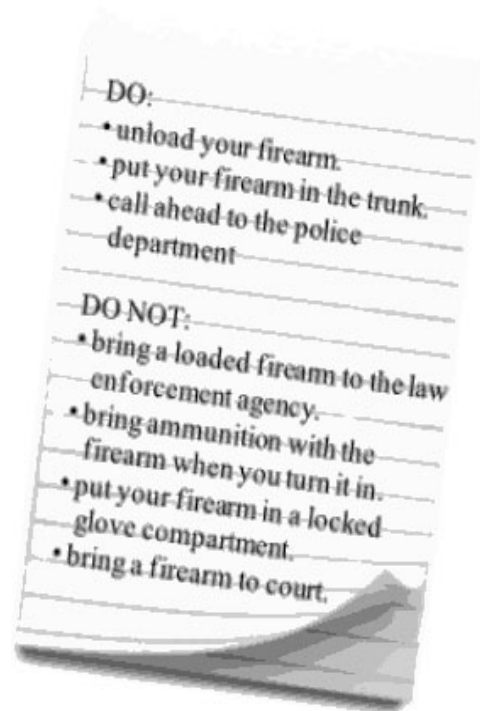 DO:
• unload your firearm.
• put your firearm in the trunk.
• call ahead to the police
department
DO NOT:
• bring a loaded firearm to the law
enforcement agency.
• bring ammunition with the
firearm when you turn it in.
• put your firearm in a locked
glove compartment.
• bring a firearm to court.